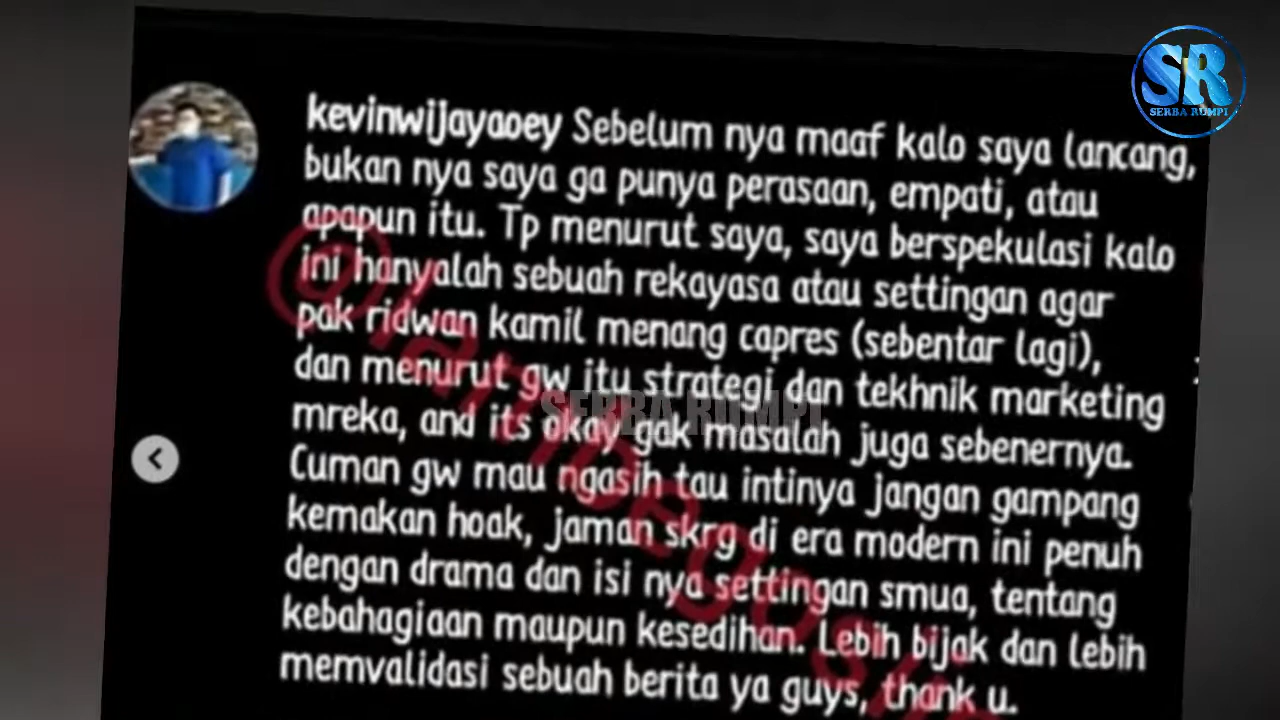 SR
SERBA RUMPI
kevinwijayaoey Sebelum nya maaf kalo saya lancang,
bukan nya saya ga punya perasaan, empati, atau
apapun itu. Tp menurut saya, saya berspekulasi kalo
ini hanyalah sebuah rekayasa atau settingan agar
pak ridwan kamil menang capres (sebentar lagi),
dan menurut gw itu strategi dan tekhnik marketing
mreka, and its okay gak masalah juga sebenernya.
SERBA RUMPI
Cuman gw mau ngasih tau intinya jangan gampang
kemakan hoak, jaman skrg di era modern ini penuh
dengan drama dan isi nya settingan smua, tentang
kebahagiaan maupun kesedihan. Lebih bijak dan lebih
memvalidasi sebuah berita ya guys, thank u.